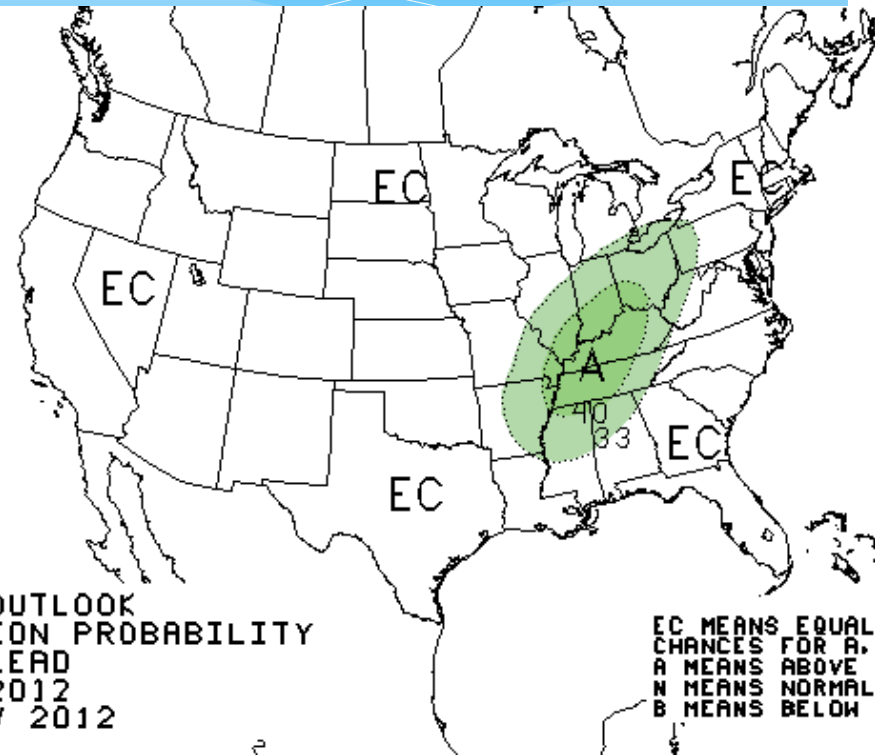 EC
EC
EC
A
40
33
EC
EC
OUTLOOK
ION PROBABILITY
LEAD
2012
2012
EC MEANS EQUAL
CHANCES FOR A,
A MEANS ABOVE
N MEANS NORMAL
B MEANS BELOW